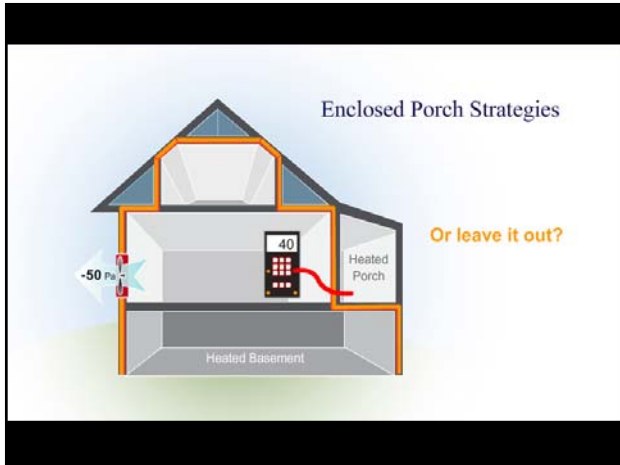 Enclosed Porch Strategies
Or leave it out?
40
Heated
Porch
-50 Pa
Heated Basement